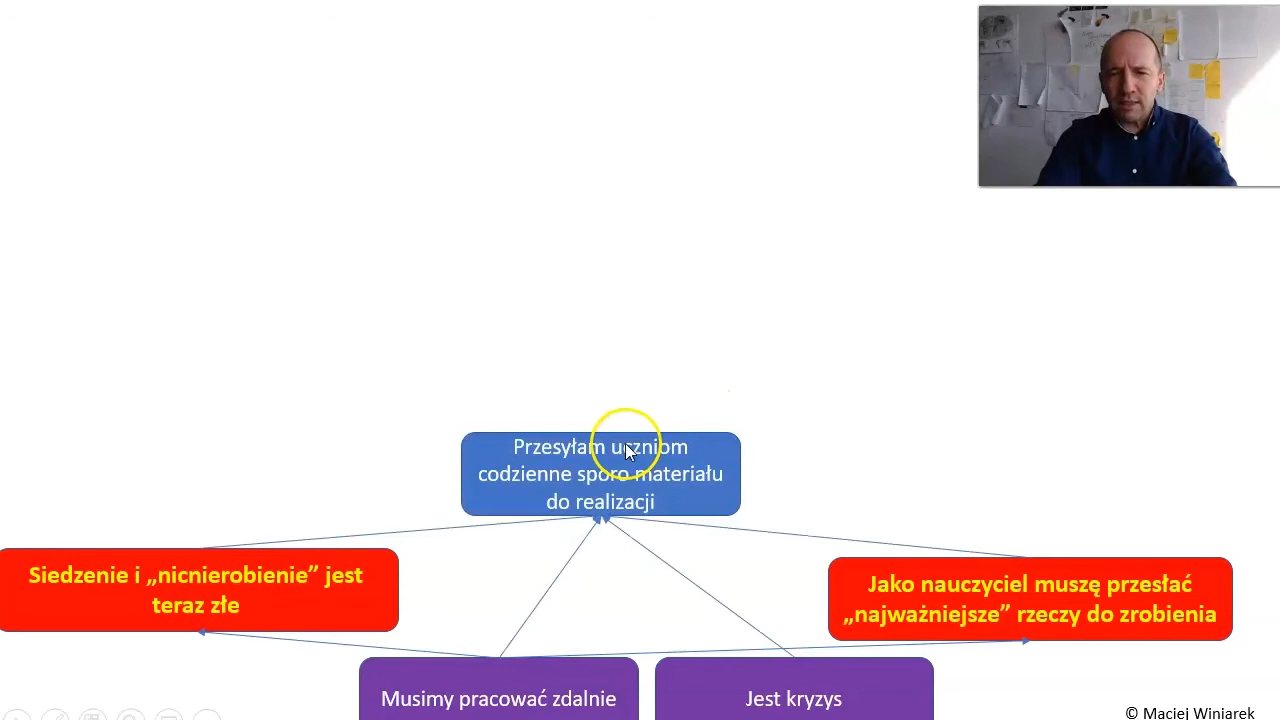 Przesyłam uczniom
codzienne sporo materiału
do realizacji
Siedzenie i „nicnierobienie” jest
teraz złe
Jako nauczyciel muszę przesłać
„najważniejsze” rzeczy do zrobienia
Musimy pracować zdalnie
Jest kryzys
© Maciej Winiarek